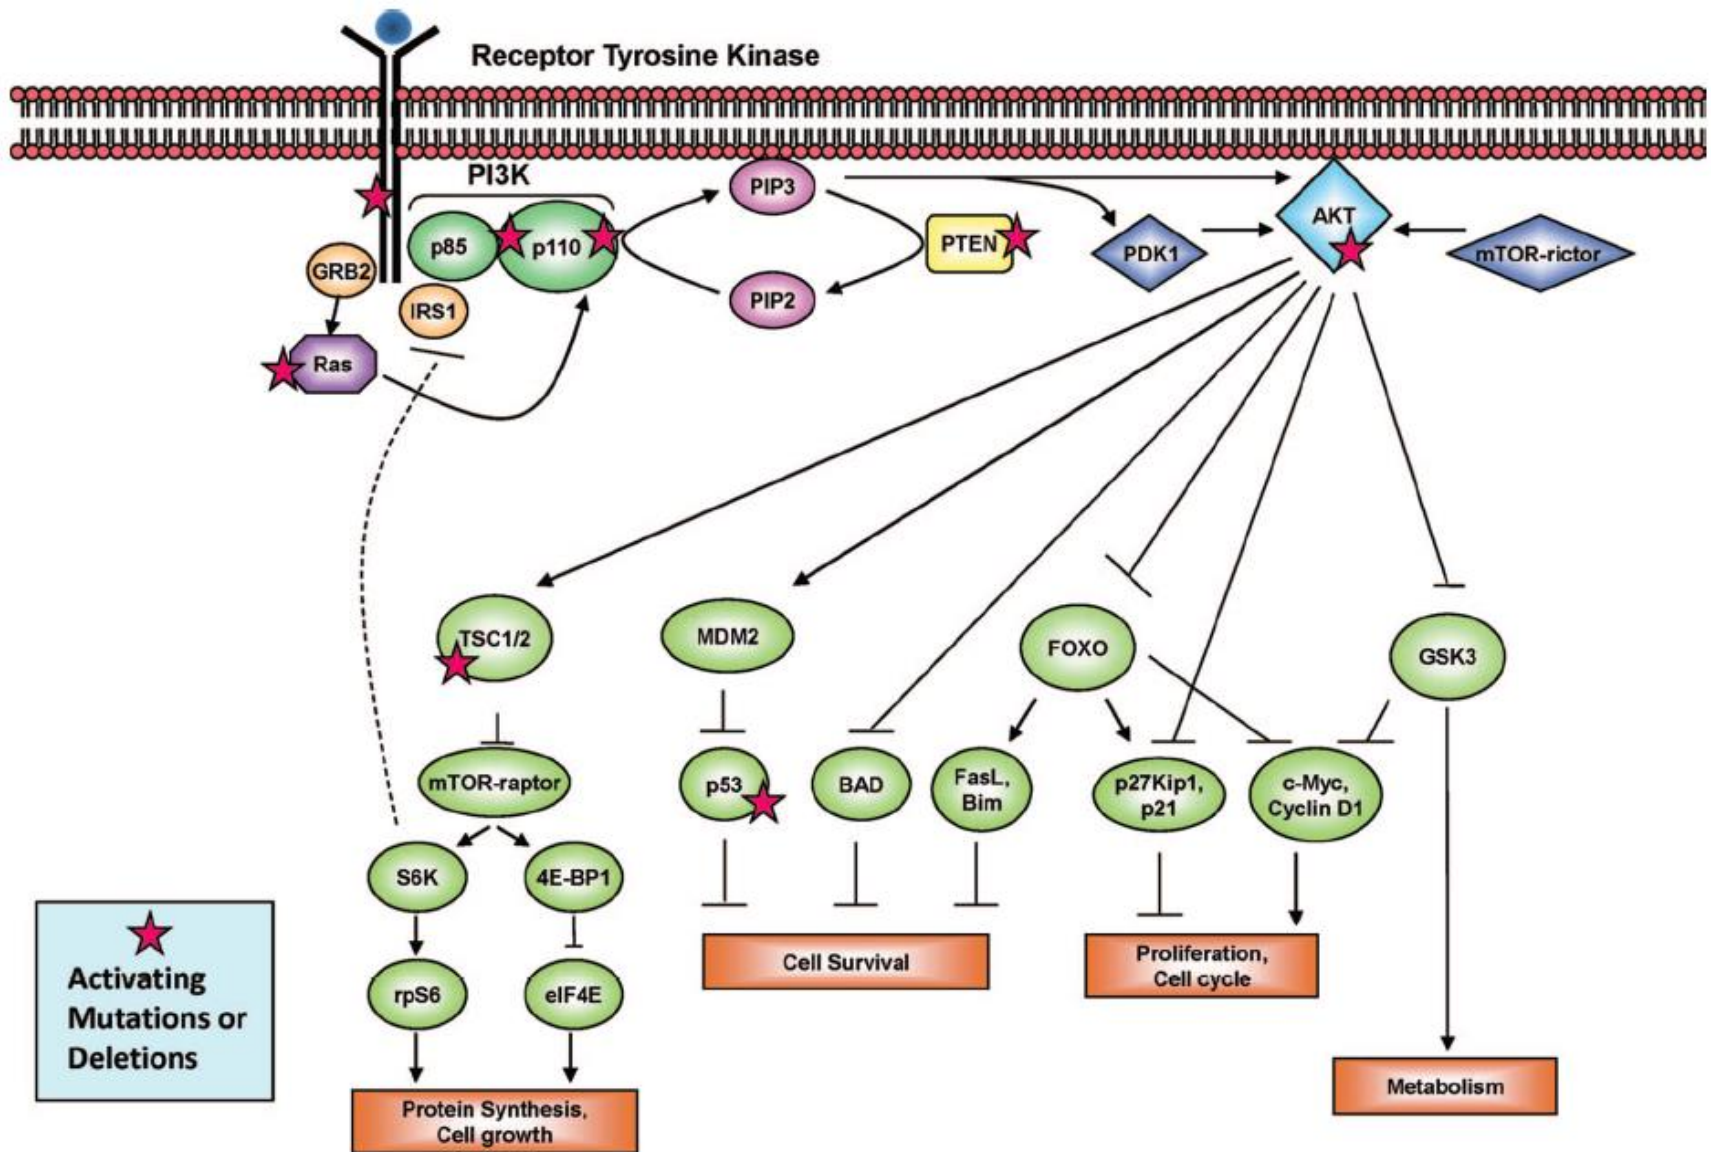 Receptor Tyrosine Kinase
PI3K
PIP3
p85
p110
PTEN
AKT
PDK1
mTOR-rictor
GRB2
IRS1
PIP2
Ras
TSC1/2
MDM2
FOXO
GSK3
mTOR-raptor
p53
BAD
FasL,
Bim
p27Kip1,
p21
c-Myc,
Cyclin D1
S6K
4E-BP1
rpS6
eIF4E
Cell Survival
Proliferation,
Cell cycle
Activating
Mutations or
Deletions
Metabolism
Protein Synthesis,
Cell growth